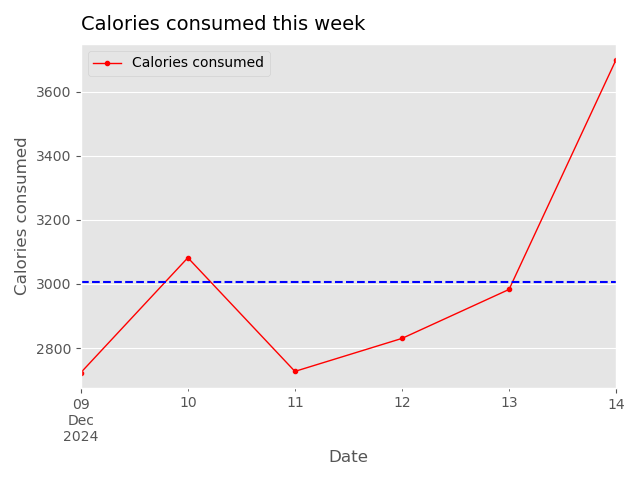 Calories consumed this week
Calories consumed
3600
3400
3200
3000
2800
Calories consumed
09 10 11 12 13 14
Dec
2024
Date